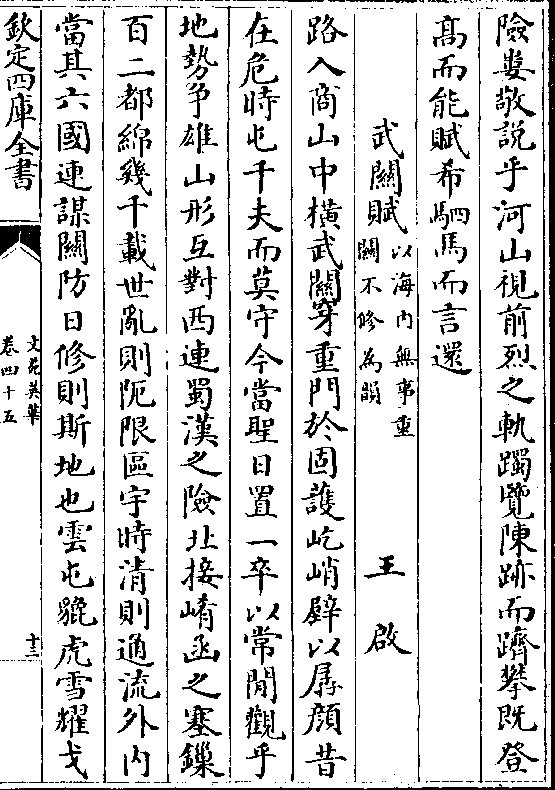 險婁敬説乎河山視前烈之軌躅覽陳跡而躋攀既登
髙而能賦希駟馬而言還
武關賦以海内無事重關不修為韻 王啟
路入商山中横武關穿重門於固護屹峭壁以孱顔昔
在危時屯千夫而莫守今當聖日置一卒以常閒觀乎
地勢争雄山形互對西連蜀漢之險北接崤函之塞鏁
百二都綿幾千載世亂則阨限區宇時清則通流外内
當其六國連謀關防日修則斯地也雲屯貔虎雪耀戈
欽定四庫全書
文苑英華
卷四十五
十三